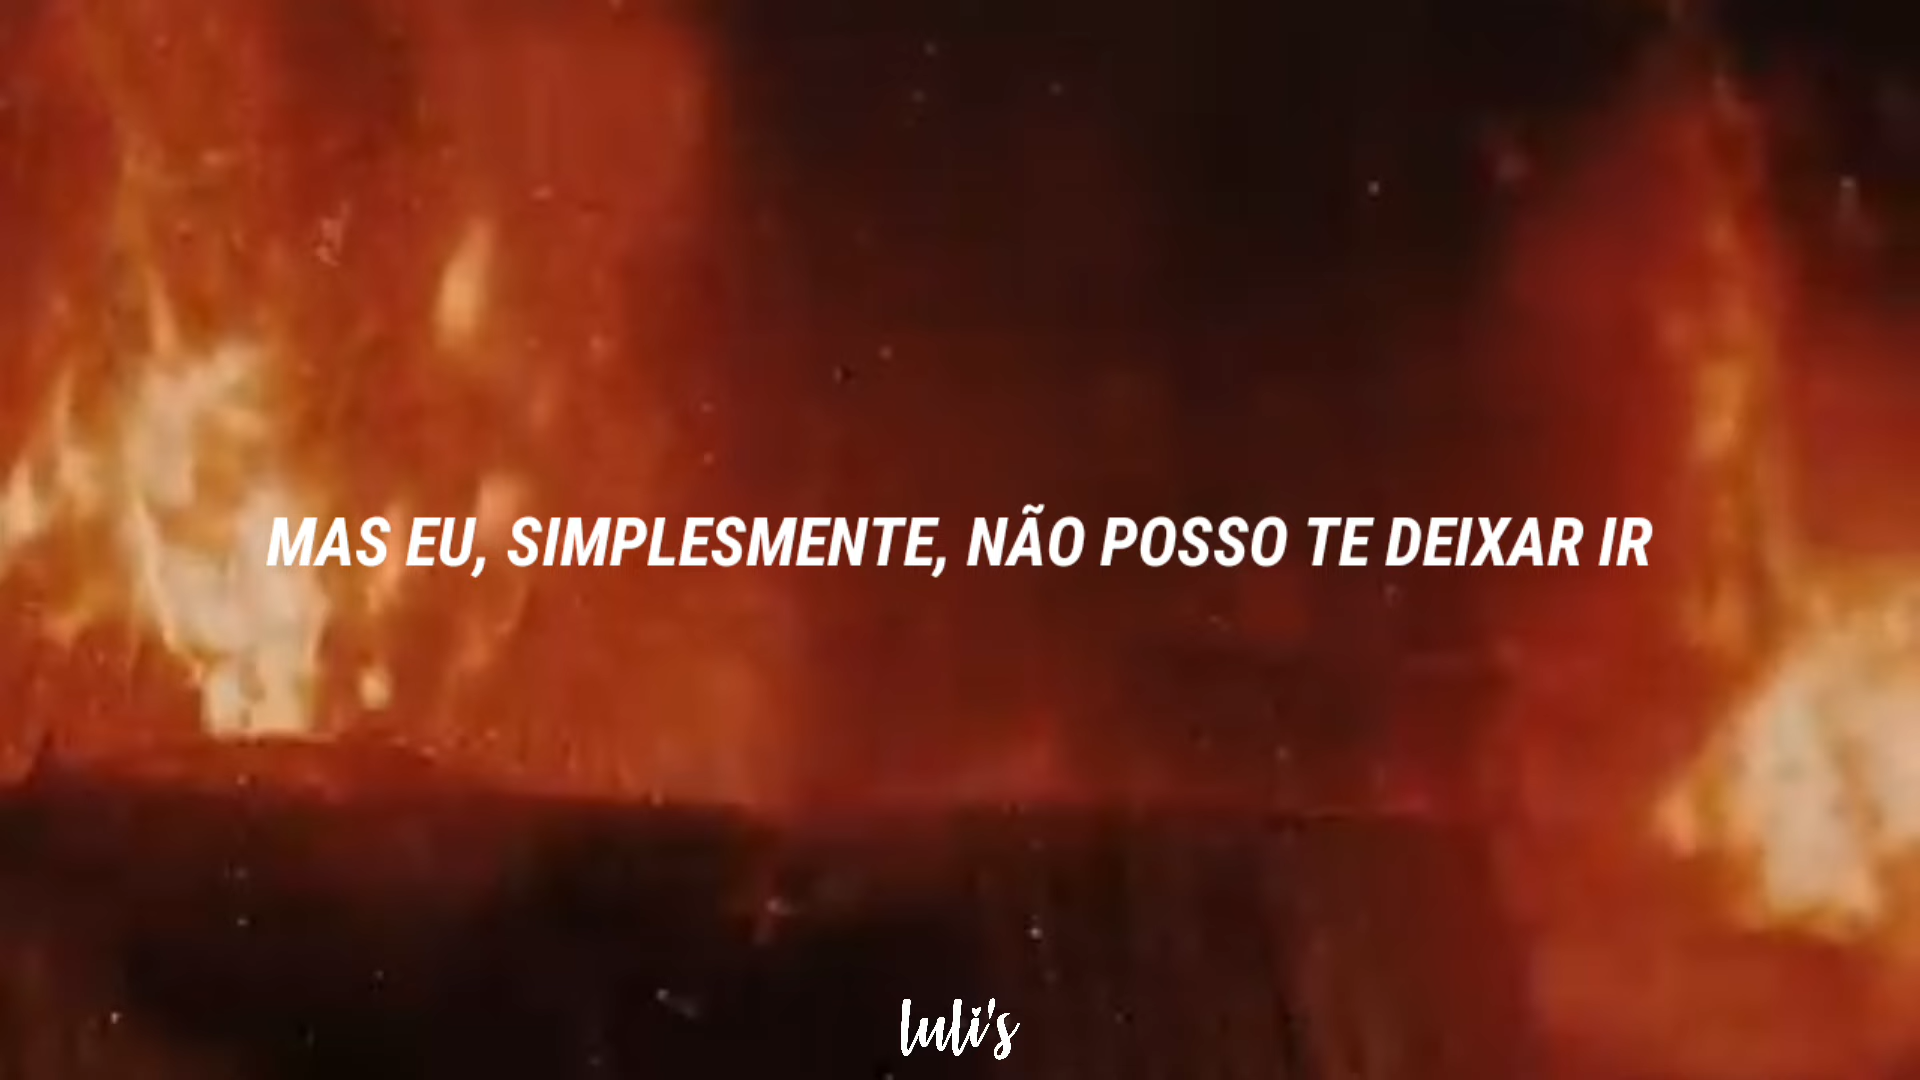 MAS EU, SIMPLESMENTE, NÃO POSSO TE DEIXAR IR
luli's